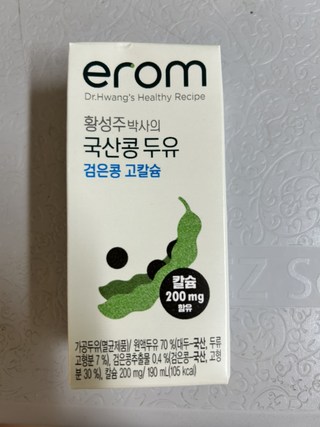 erom
Dr.Hwang's Healthy Recipe
황성주 박사의
국산콩 두유
검은콩 고칼슘
칼슘
200 mg
함유
가공두유(멸균제품)/ 원액두유 70 %(대두-국산, 두류
고형분 7 %), 검은콩추출물 0.4 %(검은콩-국산, 고형
분 30 %), 칼슘 200 mg/ 190 mL(105 kcal)